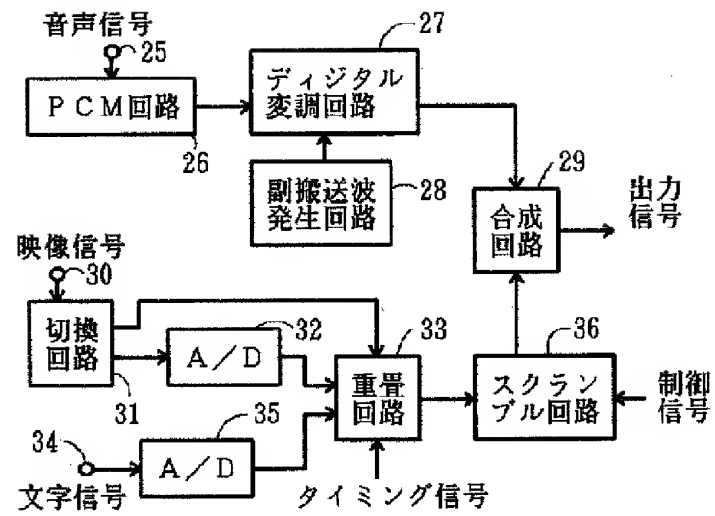 音声信号
25
27
PCM回路
26
ディジタル
変調回路
副搬送波
発生回路
28
29
合成
回路
出力
信号
映像信号
30
切換
回路
31
32
A/D
33
重畳
回路
36
スクラン
ブル回路
制御
信号
34
35
A/D
文字信号
タイミング信号